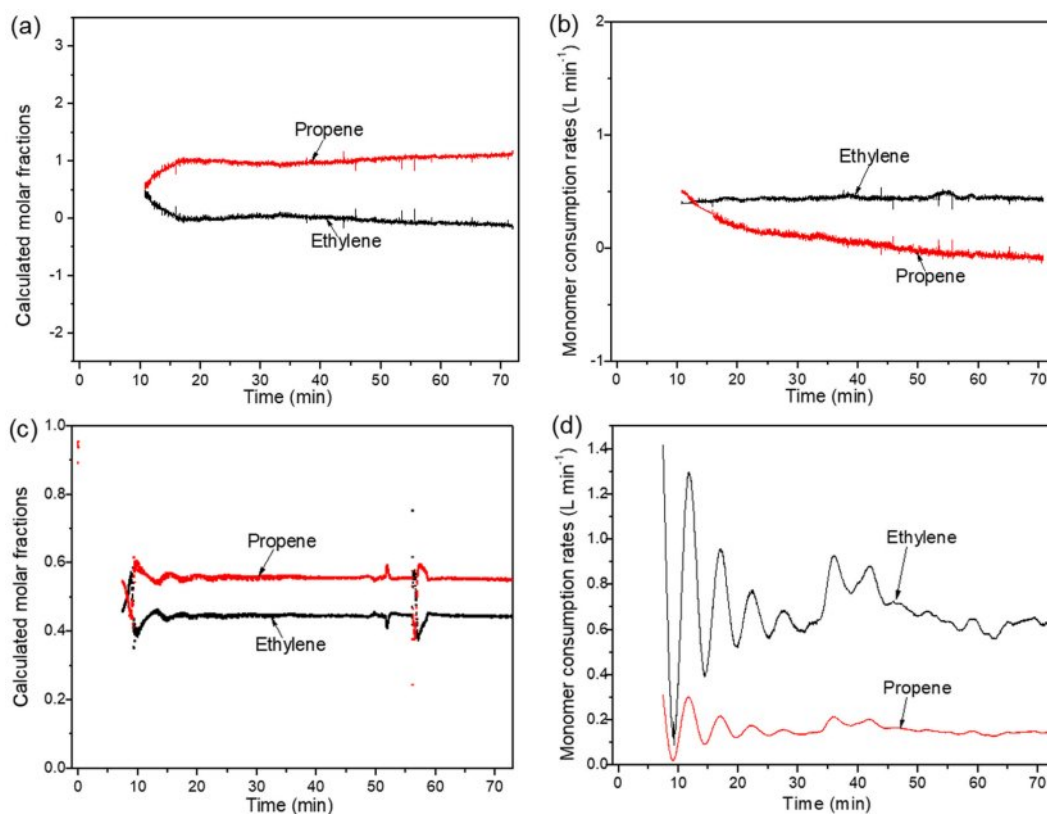 (a)
Calculated molar fractions
3
2
1
0
-1
-2
Propene
Ethylene
0 10 20 30 40 50 60 70
Time (min)
(b)
Monomer consumption rates (L min⁻¹)
2
1
0
-1
Ethylene
Propene
0 10 20 30 40 50 60 70
Time (min)
(c)
Calculated molar fractions
1.0
0.8
0.6
0.4
0.2
0.0
Propene
Ethylene
0 10 20 30 40 50 60 70
Time (min)
(d)
Monomer consumption rates (L min⁻¹)
1.4
1.2
1.0
0.8
0.6
0.4
0.2
0.0
Ethylene
Propene
0 10 20 30 40 50 60 70
Time (min)